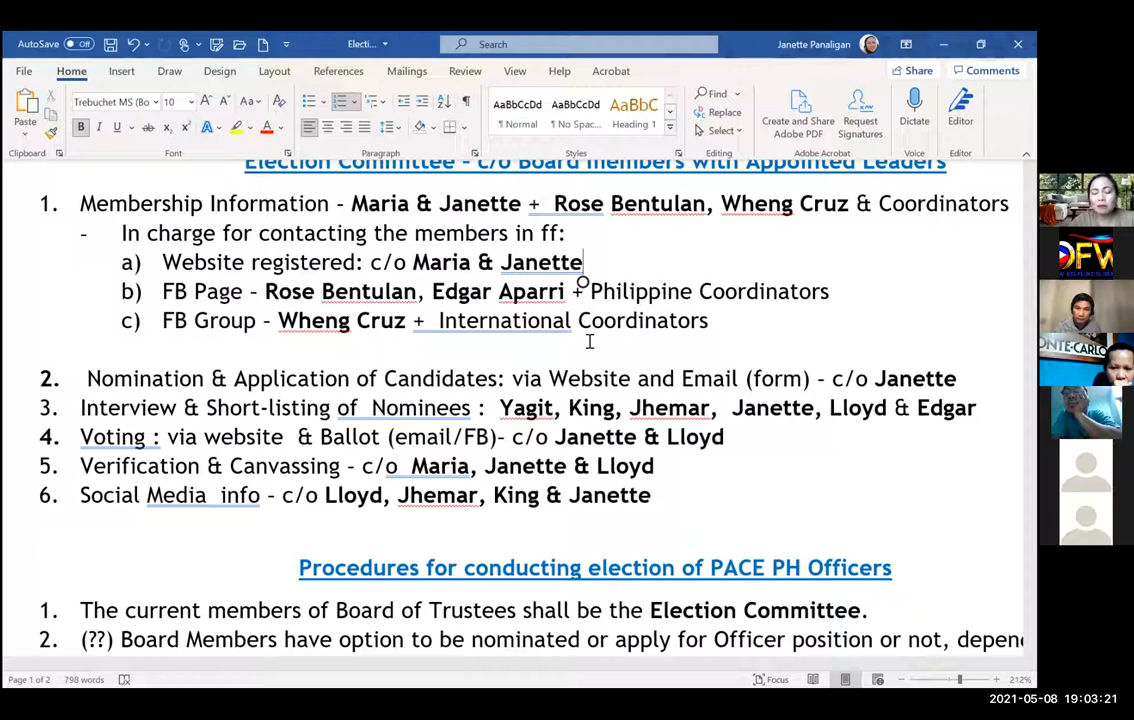 AutoSave Off Electi... Search Janette Panaligan
File Home Insert Draw Design Layout References Mailings Review View Help Acrobat Share Comments
Paste Trebuchet MS (Bo 10 Aa AaBbCcDd AaBbCcDd AaBbC Find Replace Select Create and Share Adobe PDF Request Signatures Dictate Editor
B I U ab x₂ x² A A ¶ Normal ¶ No Spac... Heading 1
Clipboard Font Paragraph Styles Editing Adobe Acrobat Voice Editor
Election Committee – c/o Board members with Appointed Leaders
1. Membership Information - Maria & Janette + Rose Bentulan, Wheng Cruz & Coordinators
- In charge for contacting the members in ff:
a) Website registered: c/o Maria & Janette
b) FB Page - Rose Bentulan, Edgar Aparri + Philippine Coordinators
c) FB Group - Wheng Cruz + International Coordinators
2. Nomination & Application of Candidates: via Website and Email (form) - c/o Janette
3. Interview & Short-listing of Nominees : Yagit, King, Jhemar, Janette, Lloyd & Edgar
4. Voting : via website & Ballot (email/FB)- c/o Janette & Lloyd
5. Verification & Canvassing - c/o Maria, Janette & Lloyd
6. Social Media info - c/o Lloyd, Jhemar, King & Janette
Procedures for conducting election of PACE PH Officers
1. The current members of Board of Trustees shall be the Election Committee.
2. (??) Board Members have option to be nominated or apply for Officer position or not, depen
Page 1 of 2 798 words Focus 212%
OFW
MONTE-CARLO
2021-05-08 19:03:21